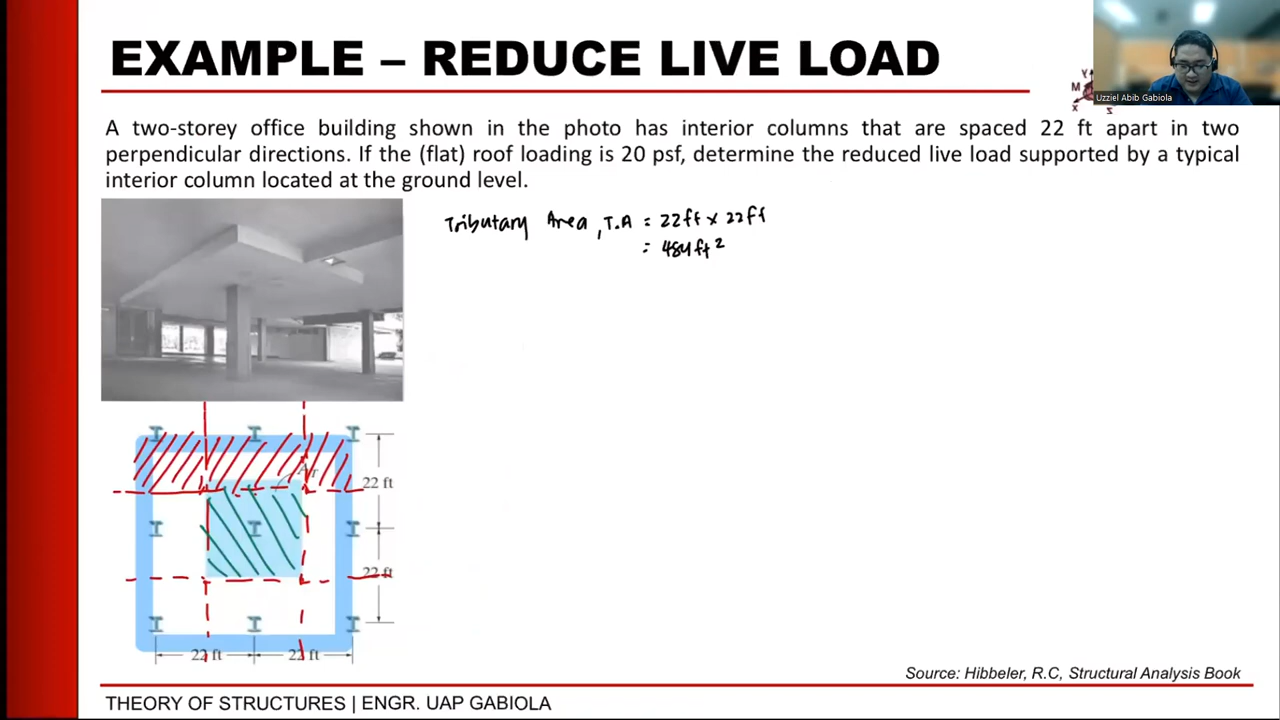 EXAMPLE – REDUCE LIVE LOAD
Uzziel Abib Gabiola
A two-storey office building shown in the photo has interior columns that are spaced 22 ft apart in two
perpendicular directions. If the (flat) roof loading is 20 psf, determine the reduced live load supported by a typical
interior column located at the ground level.
Tributary Area, T.A = 22ft x 22ft
= 484ft²
22 ft
22 ft
22 ft
22 ft
Source: Hibbeler, R.C, Structural Analysis Book
THEORY OF STRUCTURES | ENGR. UAP GABIOLA